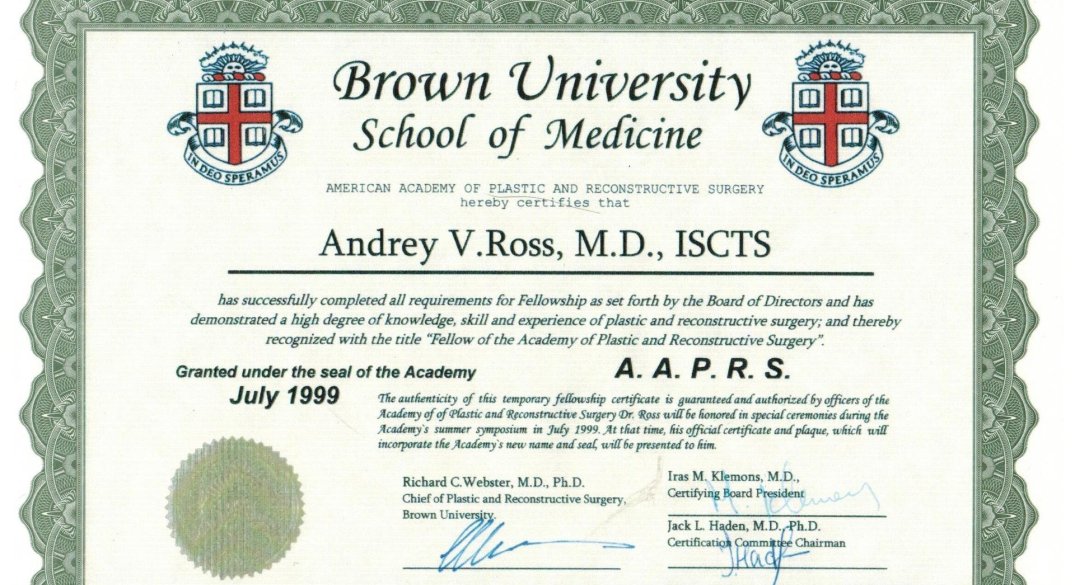 Brown University
School of Medicine
IN DEO SPERAMUS
IN DEO SPERAMUS
AMERICAN ACADEMY OF PLASTIC AND RECONSTRUCTIVE SURGERY
hereby certifies that
Andrey V.Ross, M.D., ISCTS
has successfully completed all requirements for Fellowship as set forth by the Board of Directors and has
demonstrated a high degree of knowledge, skill and experience of plastic and reconstructive surgery; and thereby
recognized with the title “Fellow of the Academy of Plastic and Reconstructive Surgery”.
Granted under the seal of the Academy
July 1999
A. A. P. R. S.
The authenticity of this temporary fellowship certificate is guaranteed and authorized by officers of the
Academy of of Plastic and Reconstructive Surgery Dr. Ross will be honored in special ceremonies during the
Academy`s summer symposium in July 1999. At that time, his official certificate and plaque, which will
incorporate the Academy`s new name and seal, will be presented to him.
Richard C.Webster, M.D., Ph.D.
Chief of Plastic and Reconstructive Surgery,
Brown University.
Iras M. Klemons, M.D.,
Certifying Board President
M. Klemons
Jack L. Haden, M.D., Ph.D.
Certification Committee Chairman